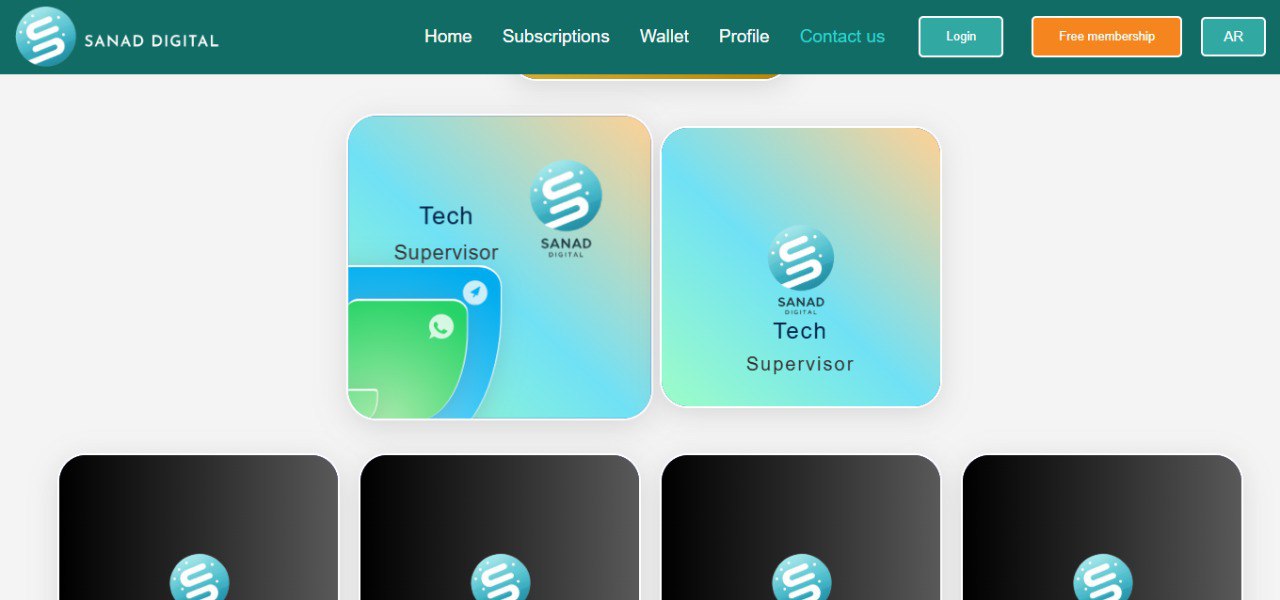 SANAD DIGITAL
Home
Subscriptions
Wallet
Profile
Contact us
Login
Free membership
AR
Tech
Supervisor
SANAD
DIGITAL
SANAD
DIGITAL
Tech
Supervisor